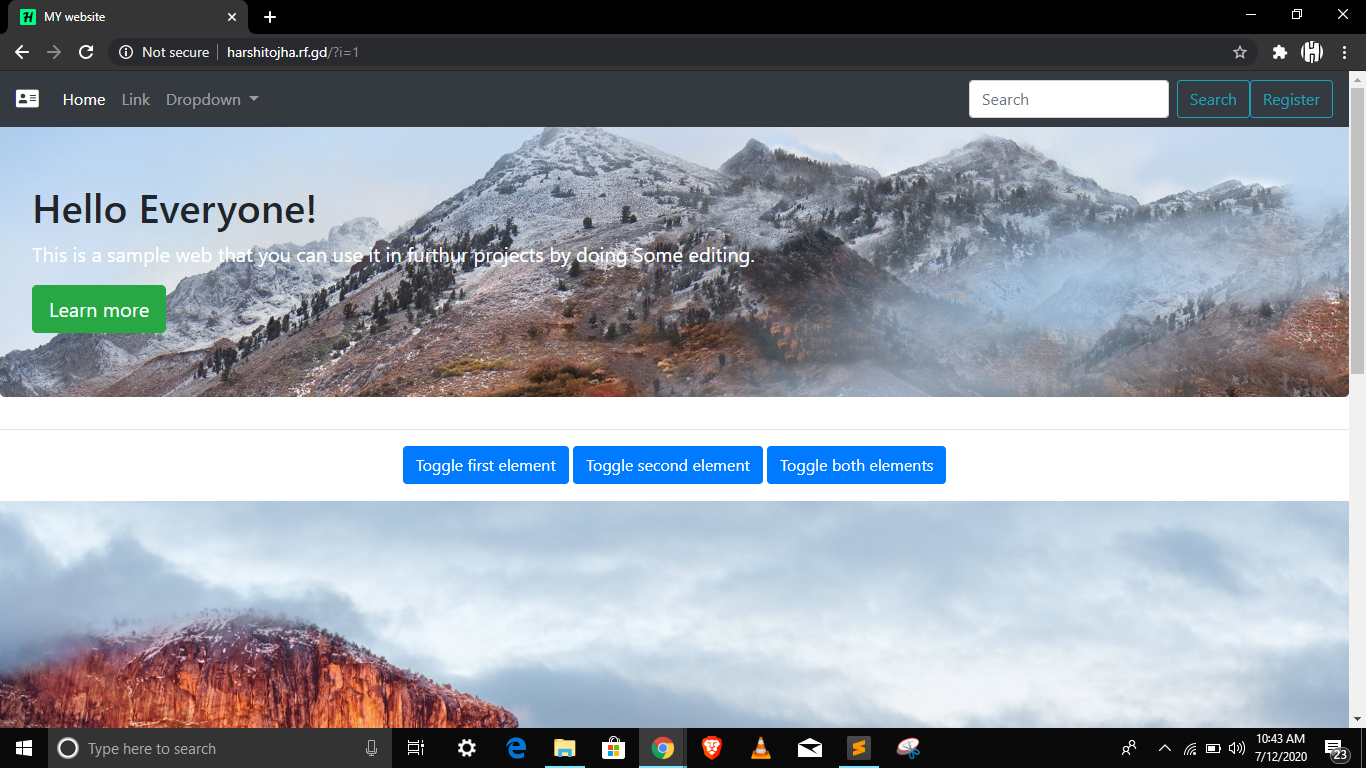 MY website
Not secure harshitojha.rf.gd/?i=1
Home Link Dropdown Search Search Register
Hello Everyone!
This is a sample web that you can use it in furthur projects by doing Some editing.
Learn more
Toggle first element Toggle second element Toggle both elements
Type here to search
10:43 AM
7/12/2020
23